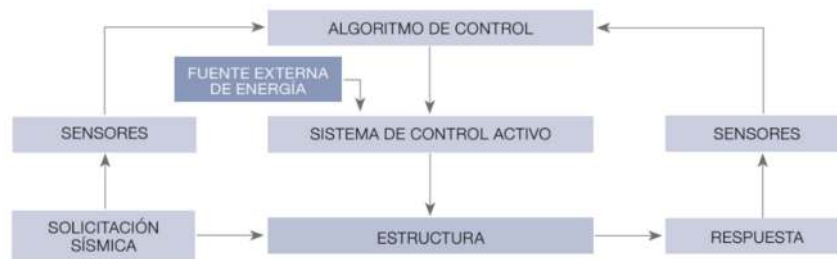 ALGORITMO DE CONTROL
FUENTE EXTERNA
DE ENERGÍA
SENSORES
SISTEMA DE CONTROL ACTIVO
SENSORES
SOLICITACIÓN
SÍSMICA
ESTRUCTURA
RESPUESTA